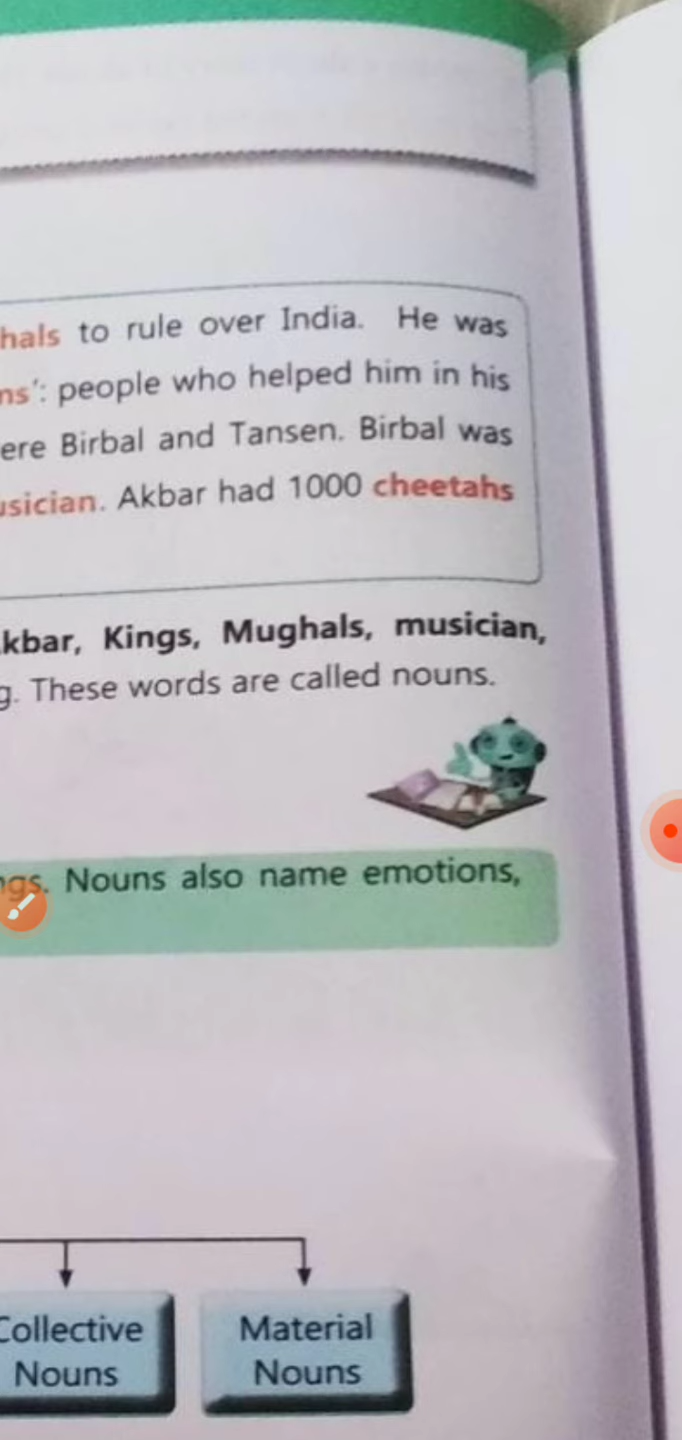 hals to rule over India. He was
ns': people who helped him in his
ere Birbal and Tansen. Birbal was
usician. Akbar had 1000 cheetahs
kbar, Kings, Mughals, musician,
g. These words are called nouns.
ngs. Nouns also name emotions,
Collective
Nouns
Material
Nouns